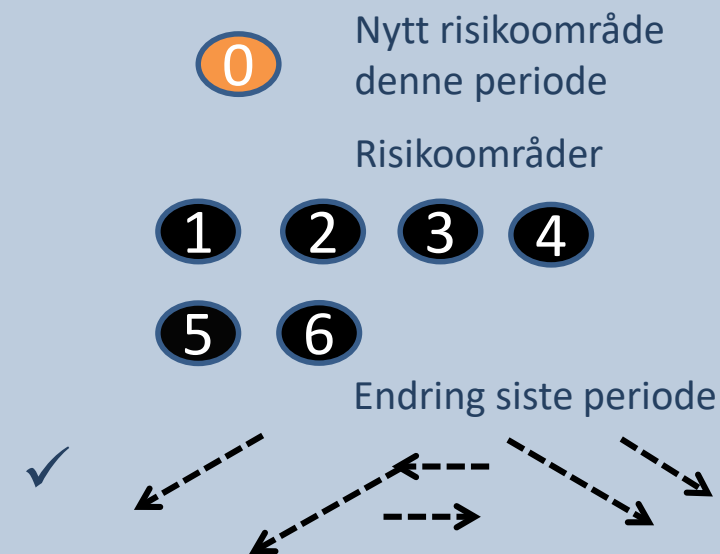 0
Nytt risikoområde
denne periode
Risikoområder
1 2 3 4
5 6
Endring siste periode
✓